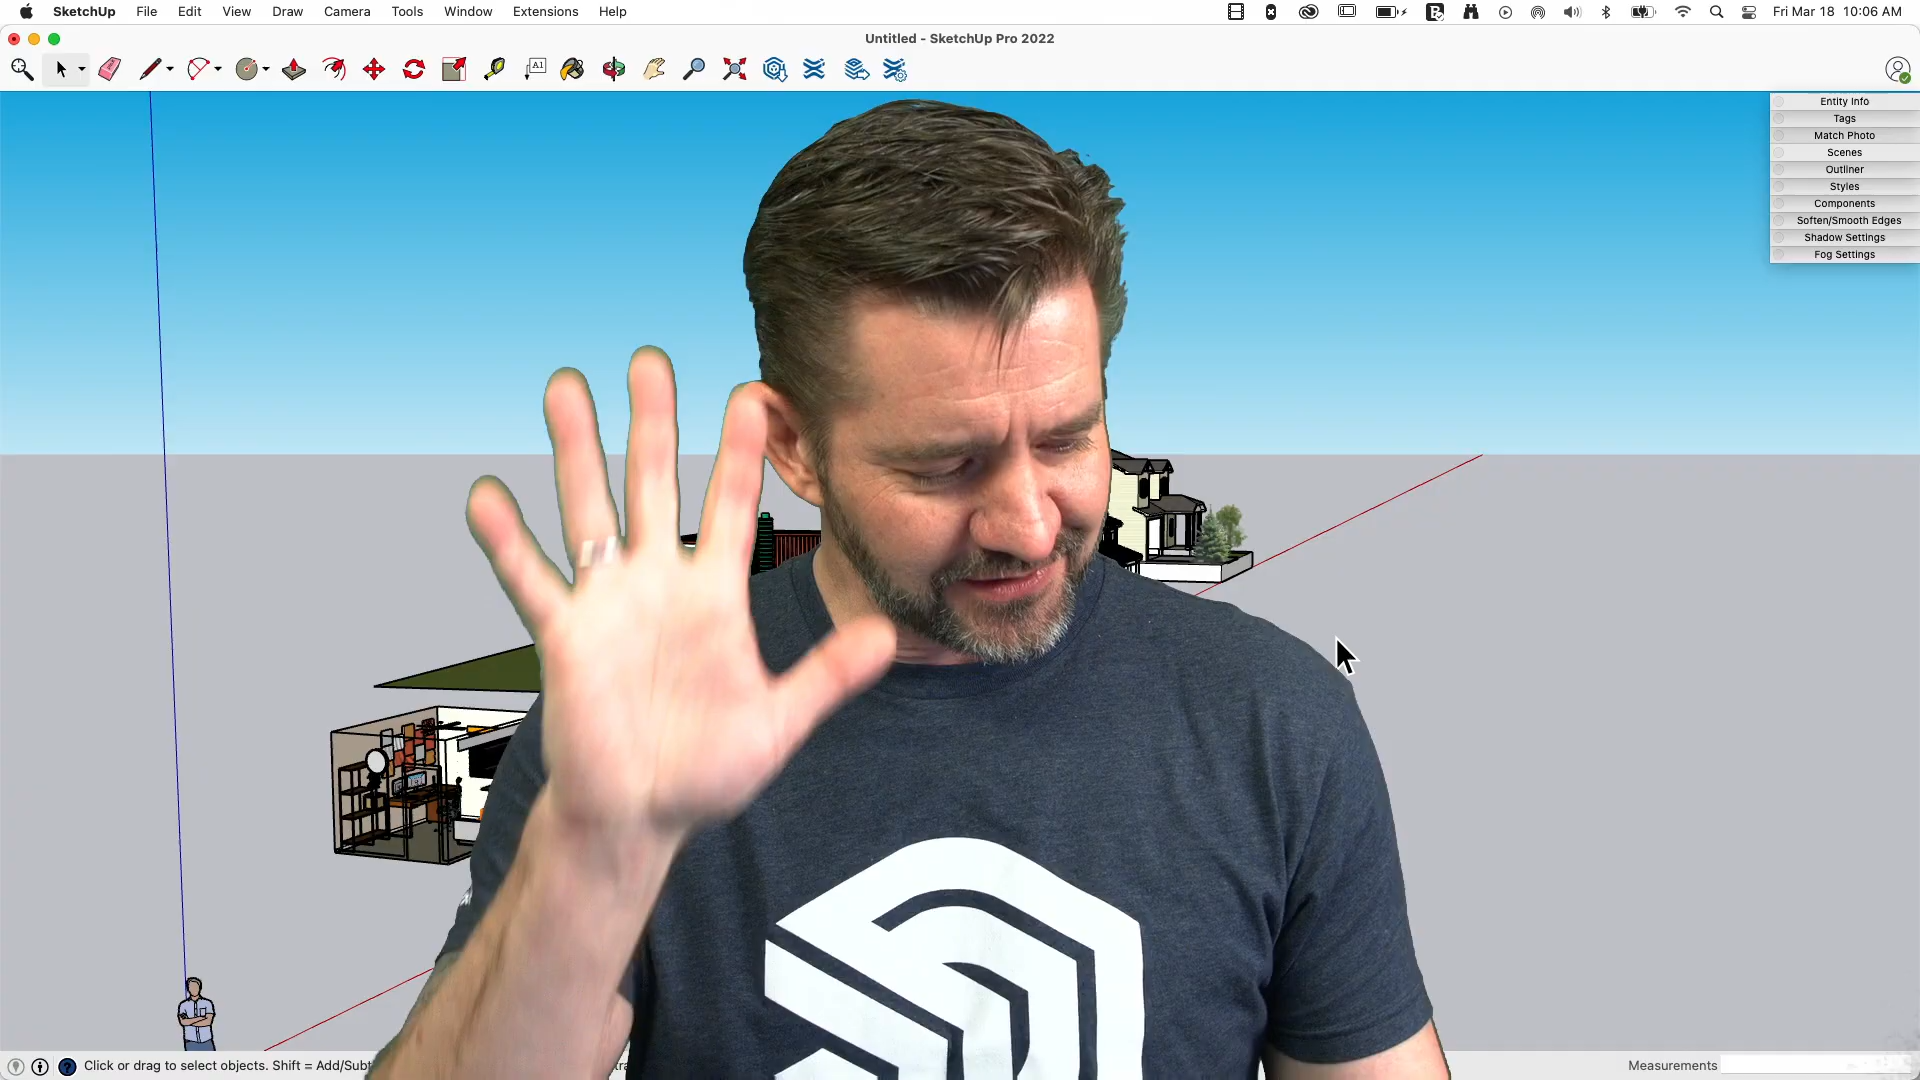 SketchUp File Edit View Draw Camera Tools Window Extensions Help Fri Mar 18 10:06 AM
Untitled - SketchUp Pro 2022
A1
Entity Info
Tags
Match Photo
Scenes
Outliner
Styles
Components
Soften/Smooth Edges
Shadow Settings
Fog Settings
Click or drag to select objects. Shift = Add/Subt
Measurements